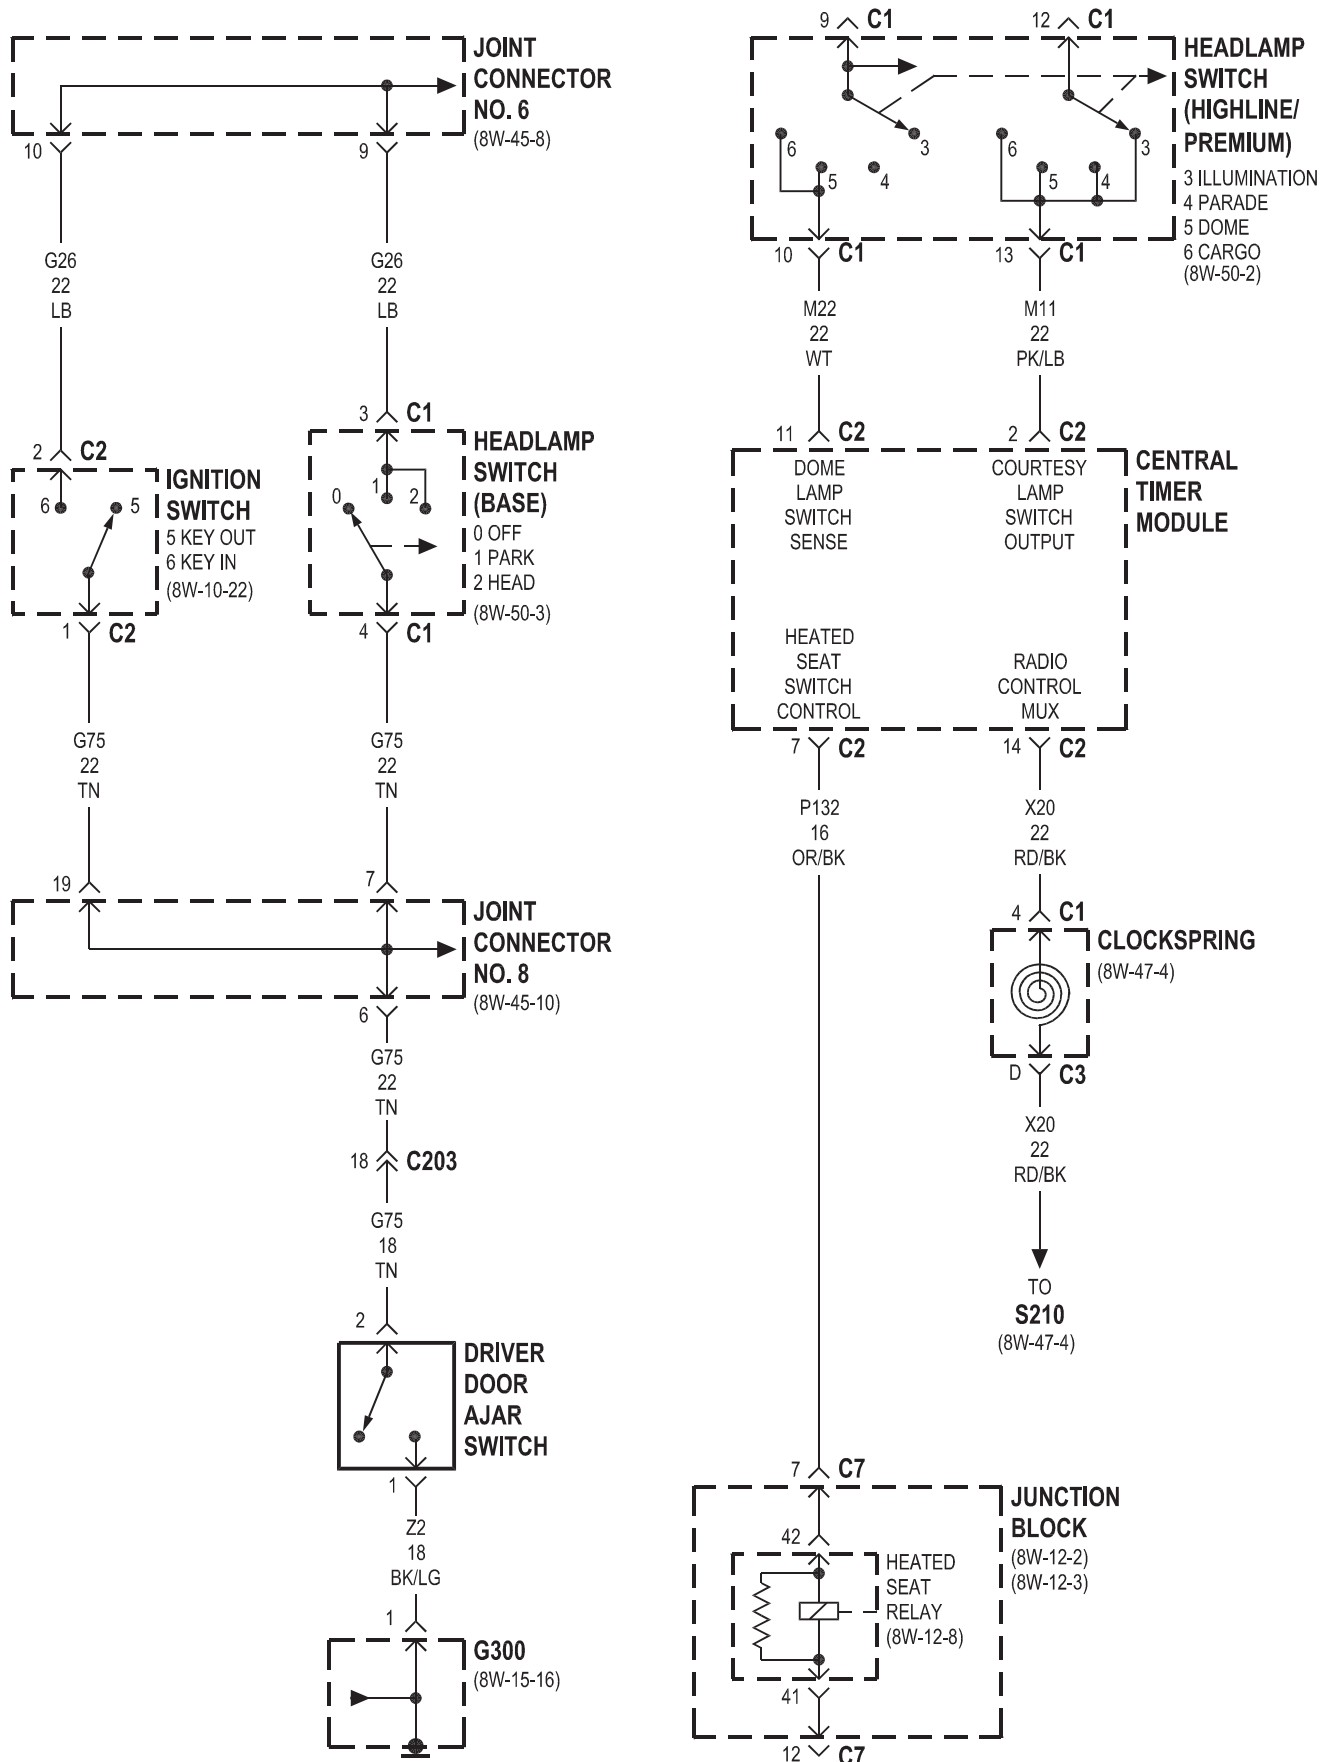 JOINT
CONNECTOR
NO. 6
(8W-45-8)
10
9
G26
22
LB
G26
22
LB
3 C1
2 C2
IGNITION
SWITCH
5 KEY OUT
6 KEY IN
(8W-10-22)
6
5
HEADLAMP
SWITCH
(BASE)
0 OFF
1 PARK
2 HEAD
(8W-50-3)
0
1
2
1 C2
4 C1
G75
22
TN
G75
22
TN
19
7
JOINT
CONNECTOR
NO. 8
(8W-45-10)
6
G75
22
TN
18 C203
G75
18
TN
2
DRIVER
DOOR
AJAR
SWITCH
1
Z2
18
BK/LG
1
G300
(8W-15-16)
9 C1
12 C1
HEADLAMP
SWITCH
(HIGHLINE/
PREMIUM)
3 ILLUMINATION
4 PARADE
5 DOME
6 CARGO
(8W-50-2)
6
5
4
3
6
5
4
3
10 C1
13 C1
M22
22
WT
M11
22
PK/LB
11 C2
2 C2
CENTRAL
TIMER
MODULE
DOME
LAMP
SWITCH
SENSE
COURTESY
LAMP
SWITCH
OUTPUT
HEATED
SEAT
SWITCH
CONTROL
RADIO
CONTROL
MUX
7 C2
14 C2
P132
16
OR/BK
X20
22
RD/BK
4 C1
CLOCKSPRING
(8W-47-4)
D C3
X20
22
RD/BK
TO
S210
(8W-47-4)
7 C7
JUNCTION
BLOCK
(8W-12-2)
(8W-12-3)
42
HEATED
SEAT
RELAY
(8W-12-8)
41
12 C7